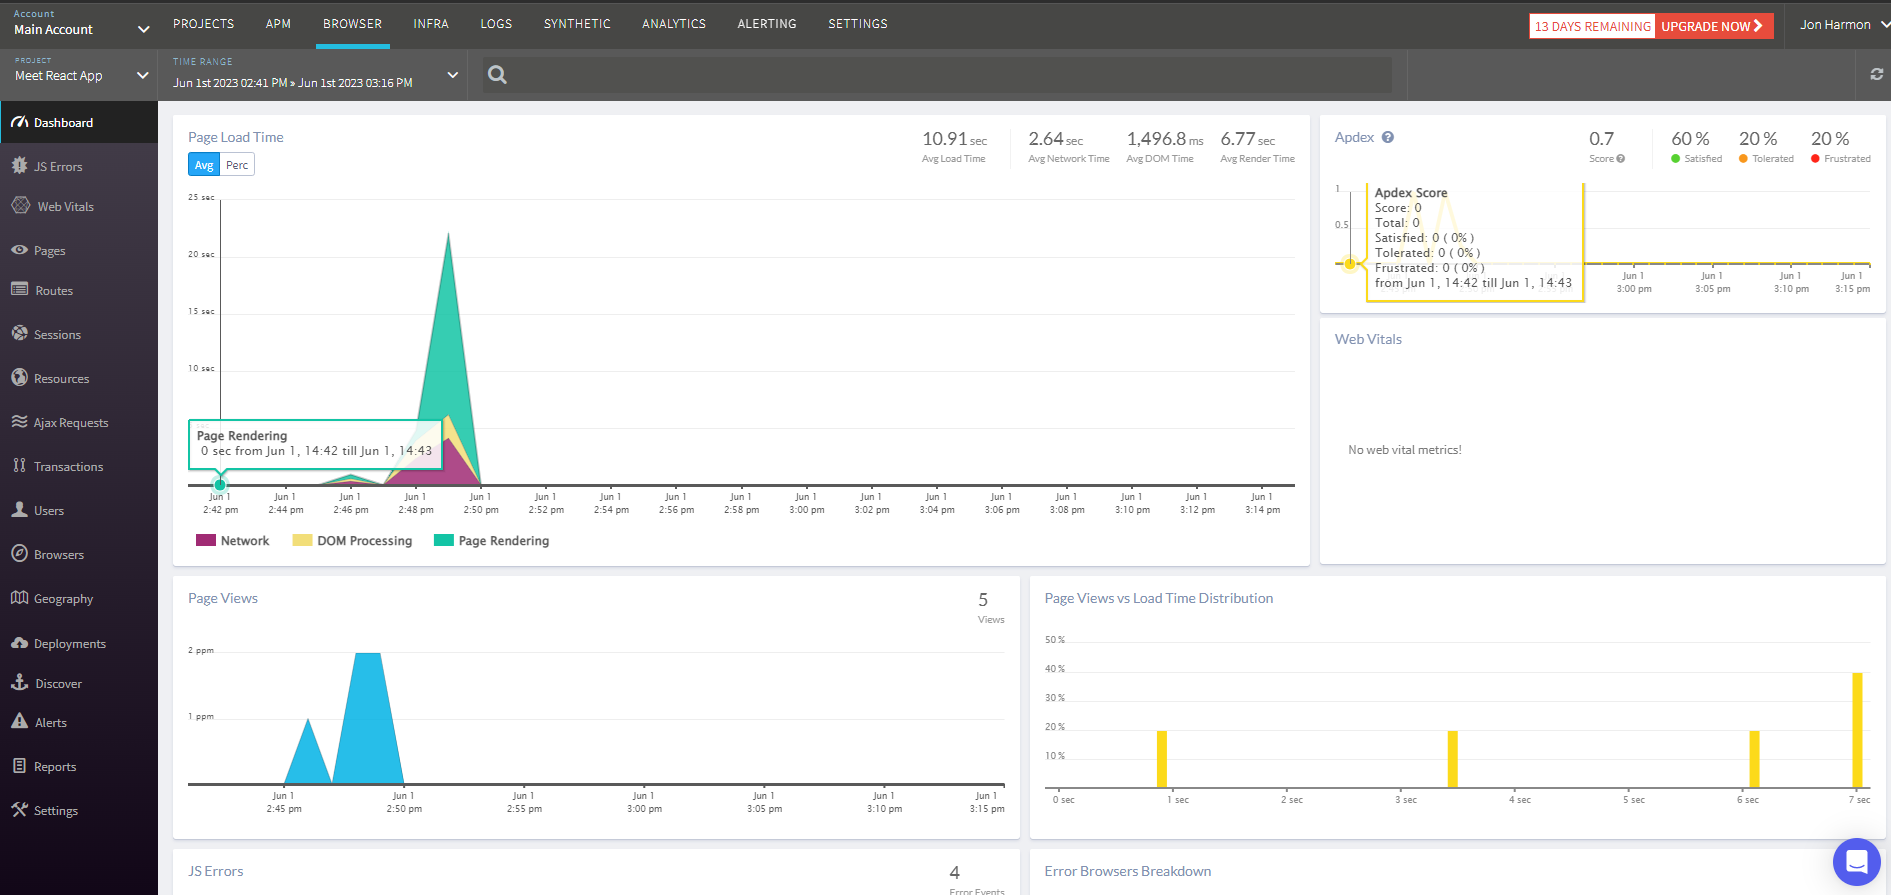 Account
Main Account
PROJECTS APM BROWSER INFRA LOGS SYNTHETIC ANALYTICS ALERTING SETTINGS
13 DAYS REMAINING UPGRADE NOW
Jon Harmon
PROJECT
Meet React App
TIME RANGE
Jun 1st 2023 02:41 PM » Jun 1st 2023 03:16 PM
Dashboard
JS Errors
Web Vitals
Pages
Routes
Sessions
Resources
Ajax Requests
Transactions
Users
Browsers
Geography
Deployments
Discover
Alerts
Reports
Settings
Page Load Time
Avg Perc
10.91 sec 2.64 sec 1,496.8 ms 6.77 sec
Avg Load Time Avg Network Time Avg DOM Time Avg Render Time
25 sec
20 sec
15 sec
10 sec
Page Rendering
0 sec from Jun 1, 14:42 till Jun 1, 14:43
Jun 1 Jun 1 Jun 1 Jun 1 Jun 1 Jun 1 Jun 1 Jun 1 Jun 1 Jun 1 Jun 1 Jun 1 Jun 1 Jun 1 Jun 1 Jun 1 Jun 1
2:42 pm 2:44 pm 2:46 pm 2:48 pm 2:50 pm 2:52 pm 2:54 pm 2:56 pm 2:58 pm 3:00 pm 3:02 pm 3:04 pm 3:06 pm 3:08 pm 3:10 pm 3:12 pm 3:14 pm
Network DOM Processing Page Rendering
Apdex ?
0.7 60 % 20 % 20 %
Score ? Satisfied Tolerated Frustrated
1
0.5
Apdex Score
Score: 0
Total: 0
Satisfied: 0 ( 0% )
Tolerated: 0 ( 0% )
Frustrated: 0 ( 0% )
from Jun 1, 14:42 till Jun 1, 14:43
Jun 1 Jun 1 Jun 1 Jun 1
3:00 pm 3:05 pm 3:10 pm 3:15 pm
Web Vitals
No web vital metrics!
Page Views
5
Views
2 ppm
1 ppm
Jun 1 Jun 1 Jun 1 Jun 1 Jun 1 Jun 1 Jun 1
2:45 pm 2:50 pm 2:55 pm 3:00 pm 3:05 pm 3:10 pm 3:15 pm
Page Views vs Load Time Distribution
50 %
40 %
30 %
20 %
10 %
0 sec 1 sec 2 sec 3 sec 4 sec 5 sec 6 sec 7 sec
JS Errors
4
Error Events
Error Browsers Breakdown